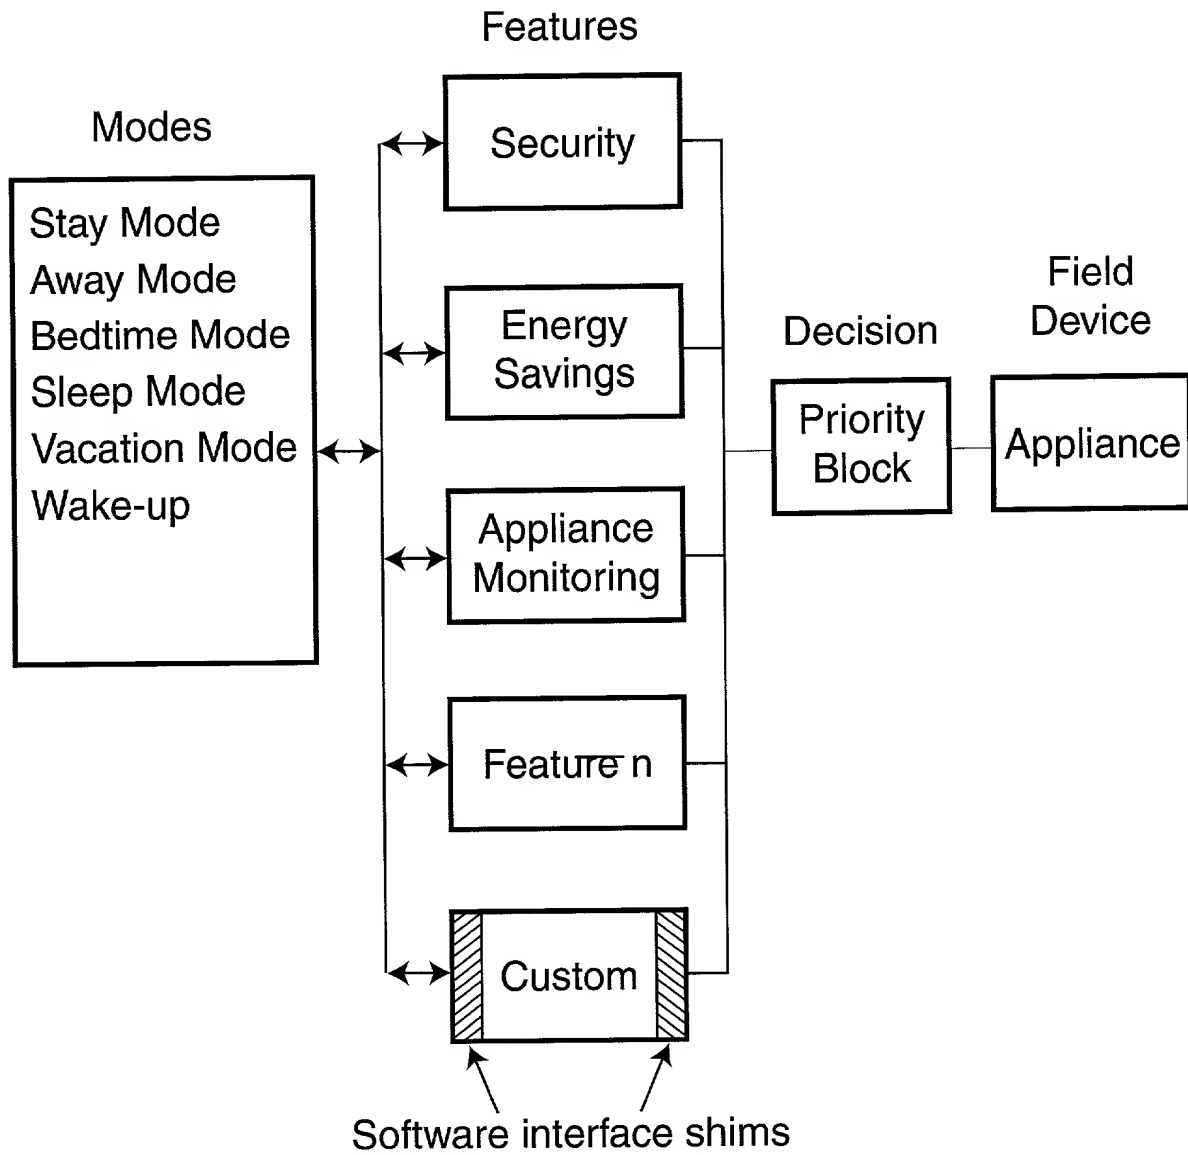 Features
Modes
Security
Stay Mode
Away Mode
Bedtime Mode
Sleep Mode
Vacation Mode
Wake-up
Energy
Savings
Appliance
Monitoring
Feature n
Custom
Decision
Priority
Block
Field
Device
Appliance
Software interface shims